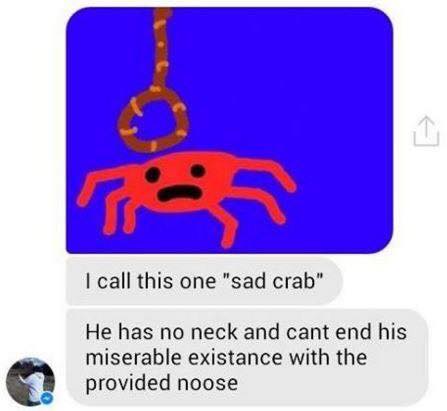 I call this one "sad crab"
He has no neck and cant end his
miserable existance with the
provided noose